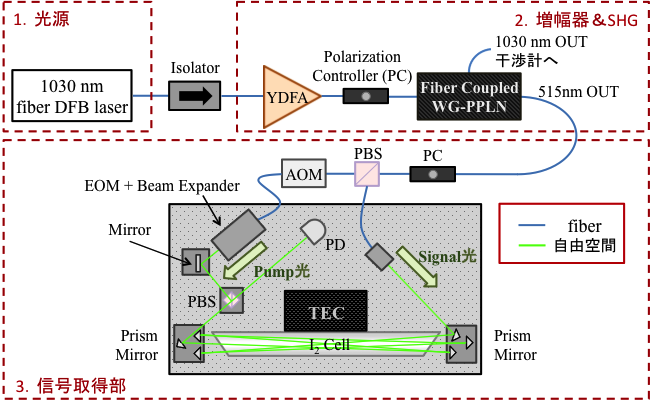 1. 光源
2. 増幅器&SHG
1030 nm
fiber DFB laser
Isolator
YDFA
Polarization
Controller (PC)
Fiber Coupled
WG-PPLN
1030 nm OUT
干渉計へ
515nm OUT
PBS
PC
AOM
EOM + Beam Expander
Mirror
PD
Pump光
Signal光
PBS
TEC
I₂ Cell
Prism
Mirror
Prism
Mirror
fiber
自由空間
3. 信号取得部